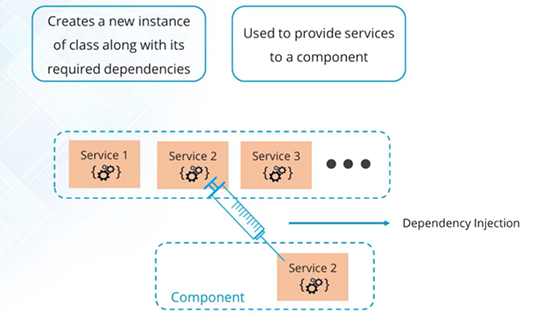 Creates a new instance
of class along with its
required dependencies
Used to provide services
to a component
Service 1
{ }
Service 2
{ }
Service 3
{ }
Dependency Injection
Service 2
{ }
Component